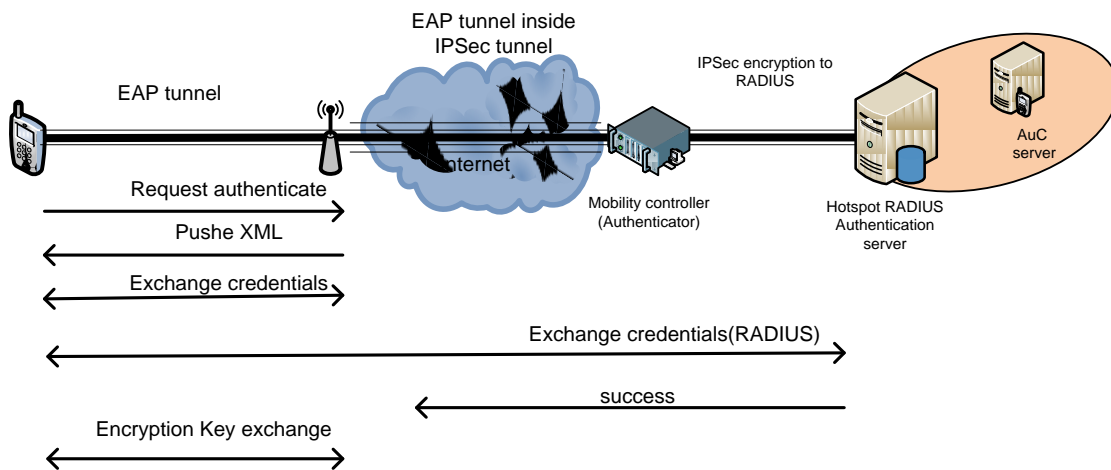 EAP tunnel inside
IPSec tunnel
IPSec encryption to
RADIUS
EAP tunnel
AuC
server
Internet
Request authenticate
Mobility controller
(Authenticator)
Hotspot RADIUS
Authentication
server
Pushe XML
Exchange credentials
Exchange credentials(RADIUS)
success
Encryption Key exchange